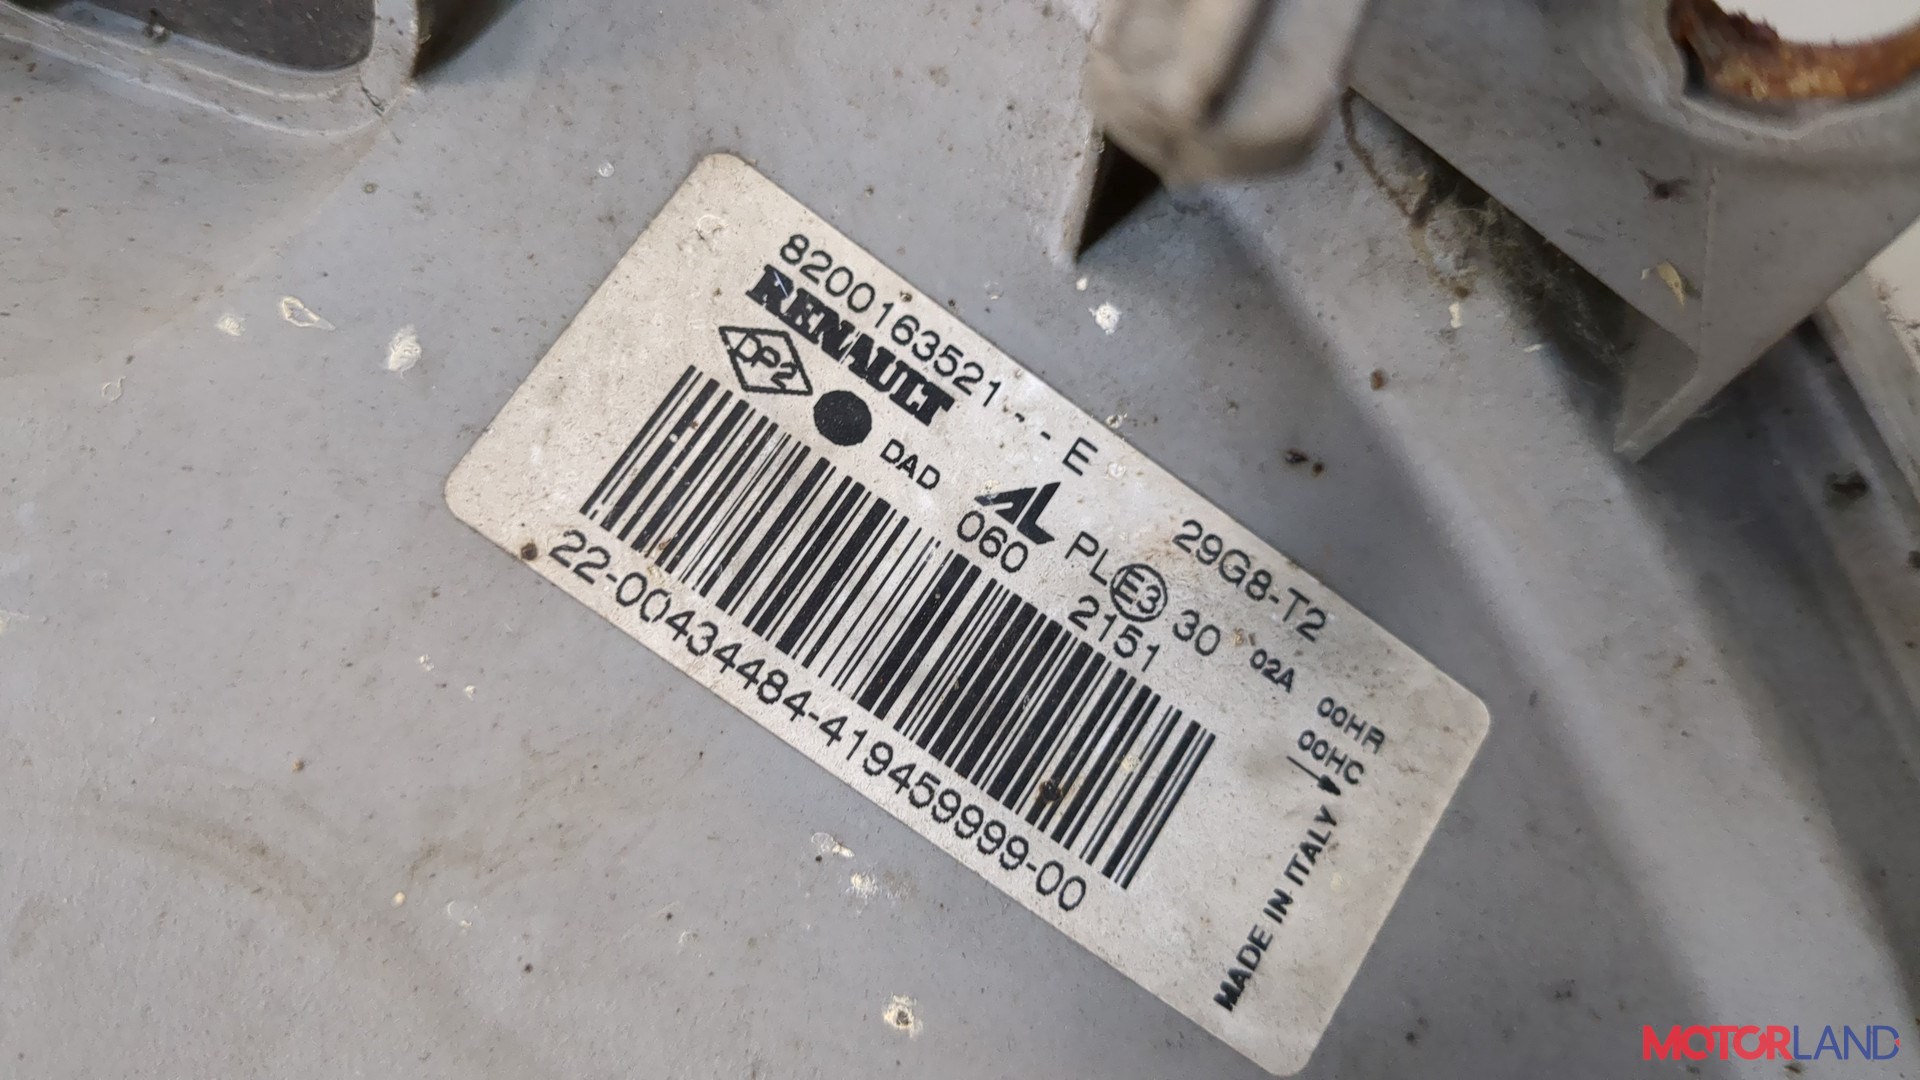 8200163521 - - E 29G8-T2
RENAULT
DP2 DAD AL PL E3 30 02A 00HR
060 2151 00HC
22-00434484-419459999-00
MADE IN ITALY
MOTORLAND